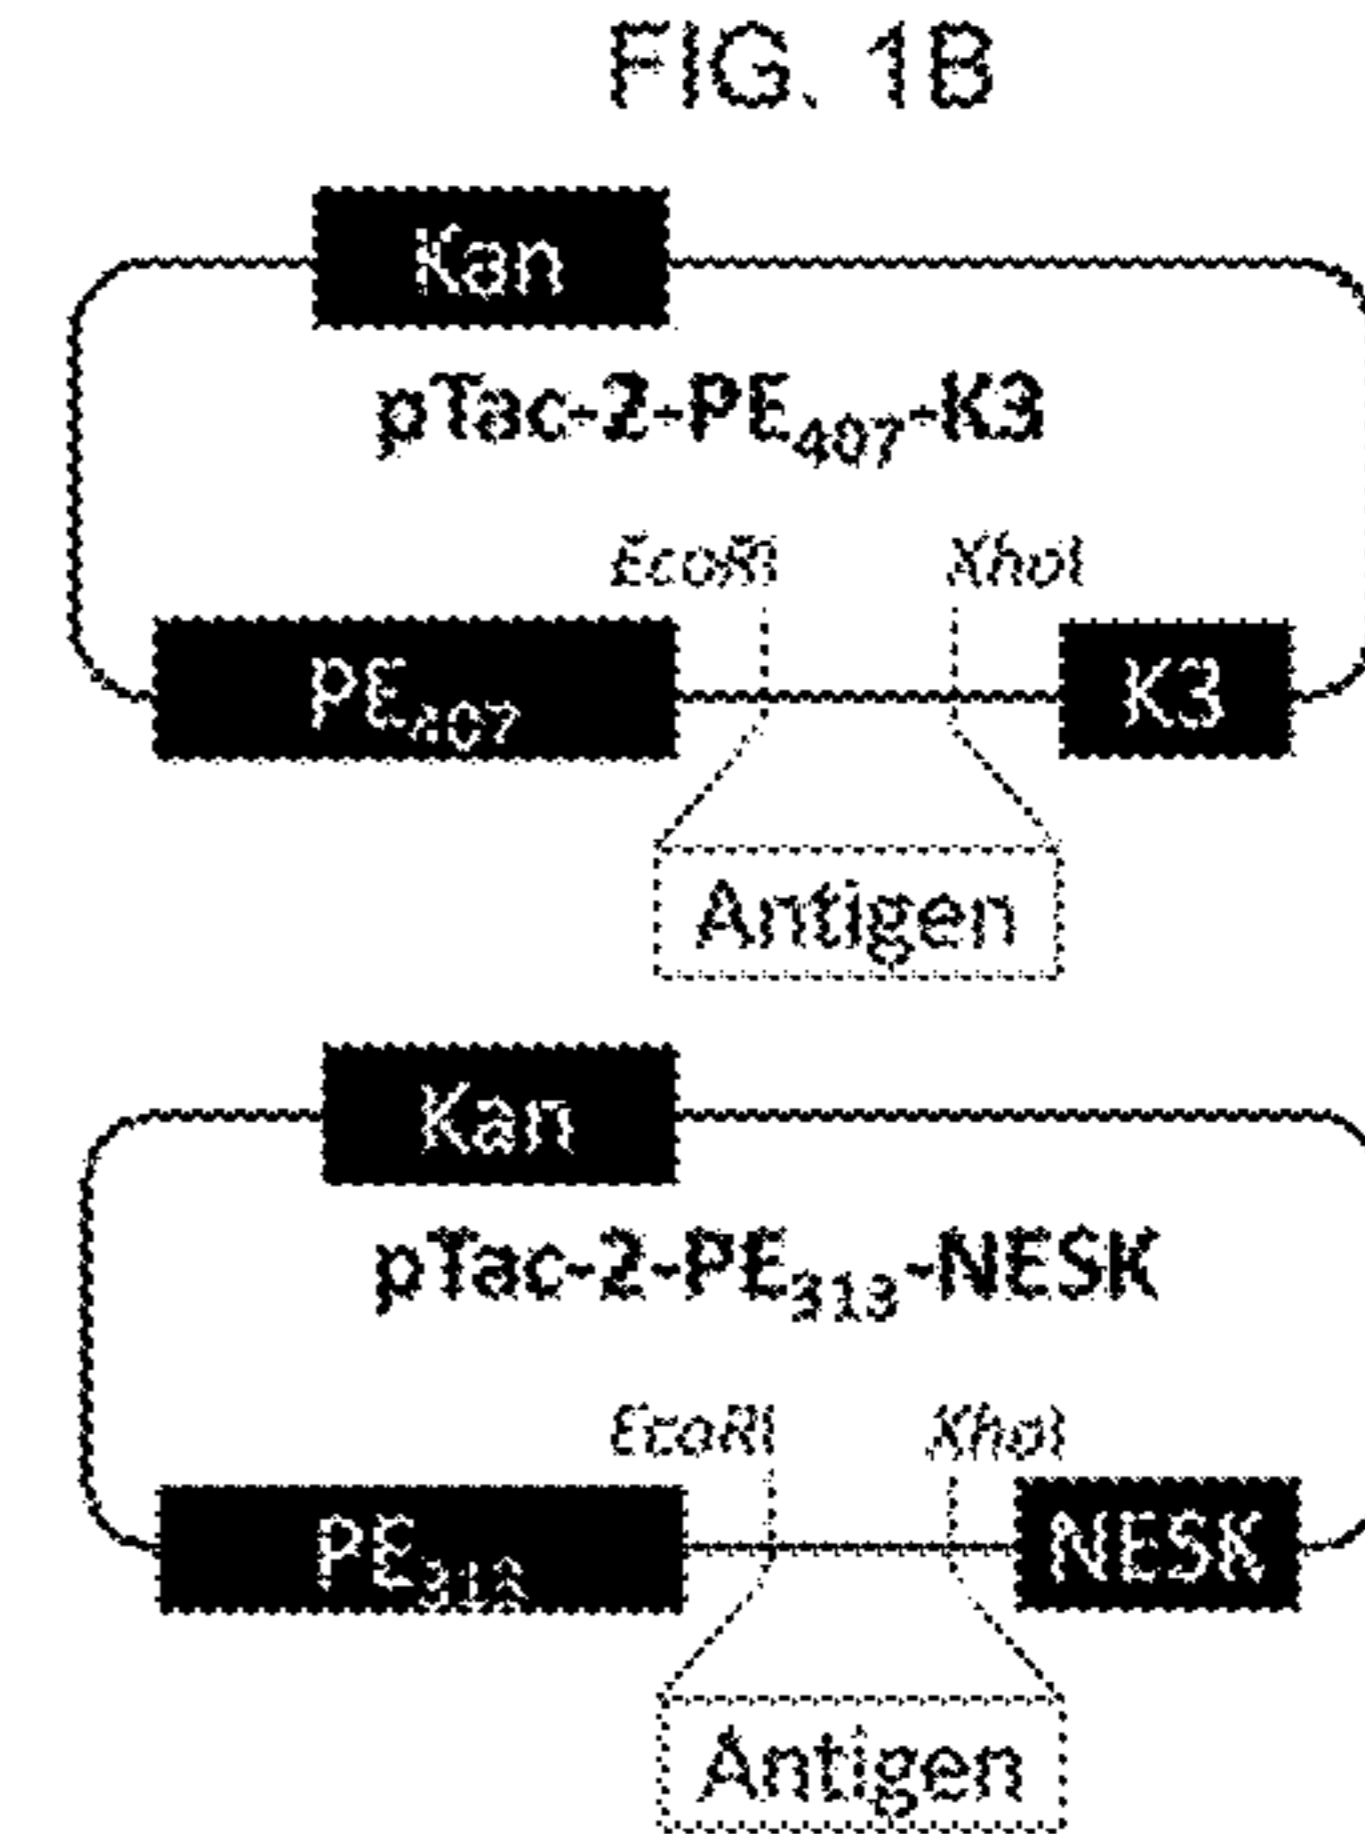 FIG. 1B
Kan
pTac-2-PE407-K3
EcoRI XhoI
PE407 K3
Antigen
Kan
pTac-2-PE313-NESK
EcoRI XhoI
PE313 NESK
Antigen